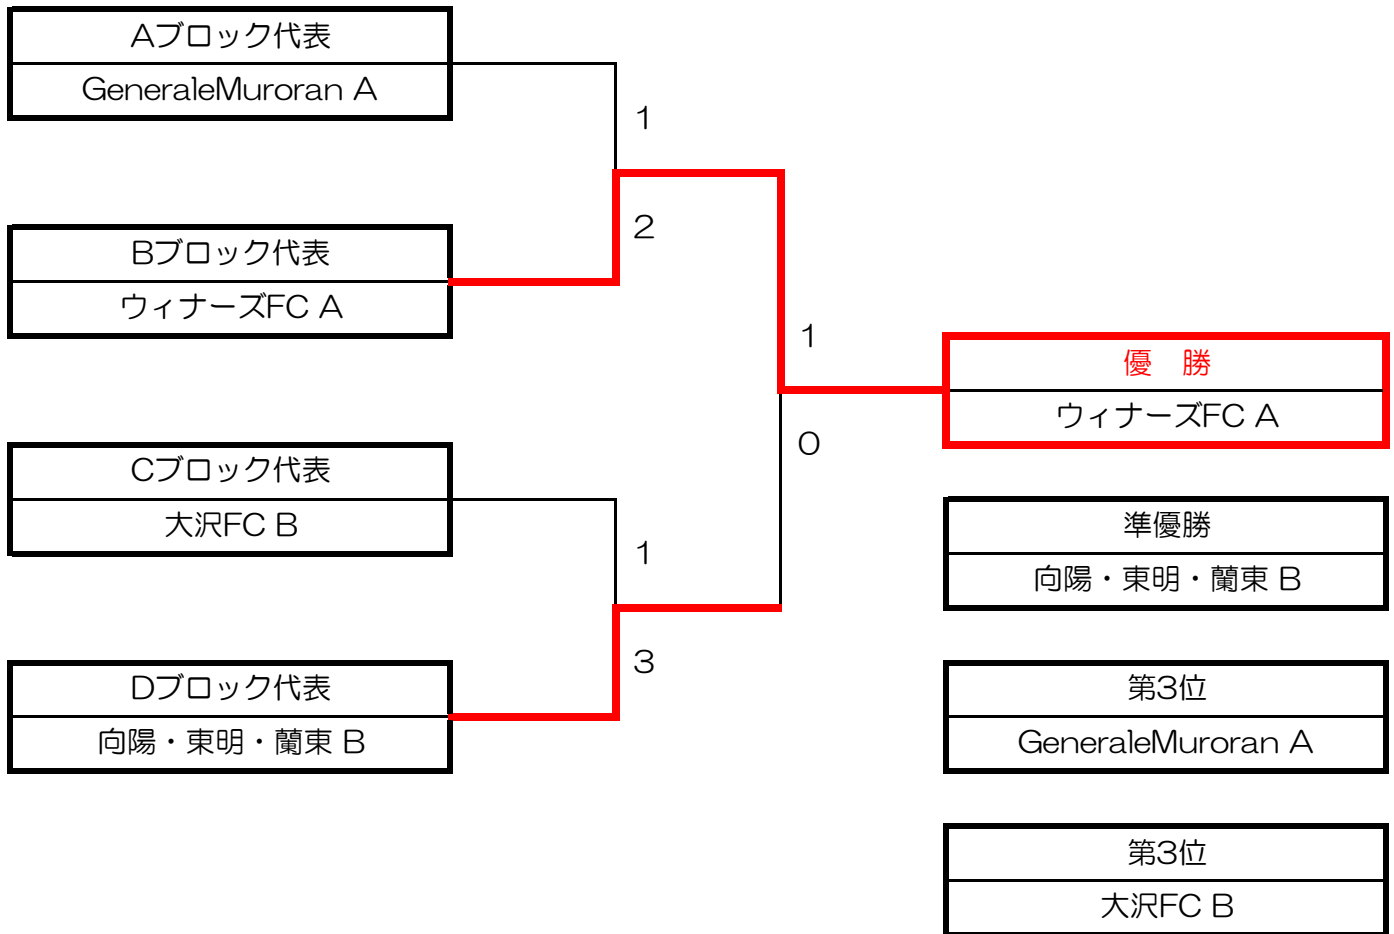 Aブロック代表
GeneraleMuroran A
1
2
Bブロック代表
ウィナーズFC A
1
優　勝
ウィナーズFC A
0
Cブロック代表
大沢FC B
1
3
Dブロック代表
向陽・東明・蘭東 B
準優勝
向陽・東明・蘭東 B
第3位
GeneraleMuroran A
第3位
大沢FC B